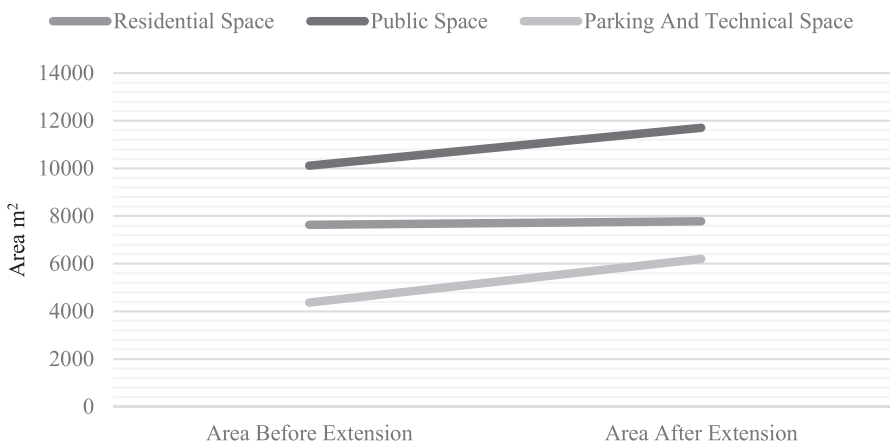 Residential Space Public Space Parking And Technical Space
14000
12000
10000
8000
6000
4000
2000
0
Area m²
Area Before Extension Area After Extension